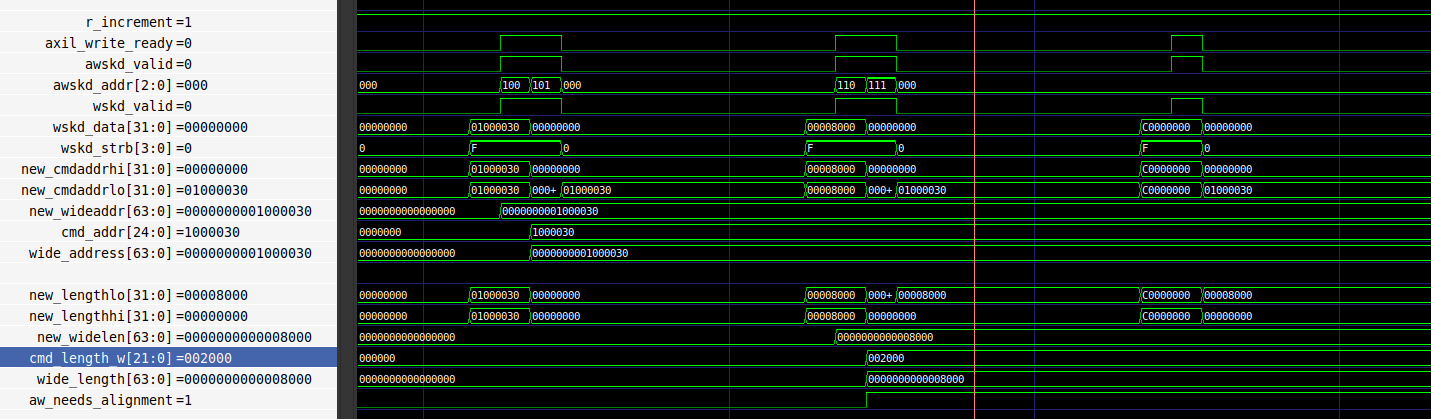 r_increment =1
axil_write_ready =0
awskd_valid =0
awskd_addr[2:0] =000 000 100 101 000 110 111 000
wskd_valid =0
wskd_data[31:0] =00000000 00000000 01000030 00000000 00008000 00000000 C0000000 00000000
wskd_strb[3:0] =0 0 F 0 F 0 F 0
new_cmdaddrhi[31:0] =00000000 00000000 01000030 00000000 00008000 00000000 C0000000 00000000
new_cmdaddrlo[31:0] =01000030 00000000 01000030 000+ 01000030 00008000 000+ 01000030 C0000000 01000030
new_wideaddr[63:0] =0000000001000030 0000000000000000 0000000001000030
cmd_addr[24:0] =1000030 0000000 1000030
wide_address[63:0] =0000000001000030 0000000000000000 0000000001000030
new_lengthlo[31:0] =00008000 00000000 01000030 00000000 00008000 000+ 00008000 C0000000 00008000
new_lengthhi[31:0] =00000000 00000000 01000030 00000000 00008000 00000000 C0000000 00000000
new_widelen[63:0] =0000000000008000 0000000000000000 0000000000008000
cmd_length_w[21:0] =002000 000000 002000
wide_length[63:0] =0000000000008000 0000000000000000 0000000000008000
aw_needs_alignment =1